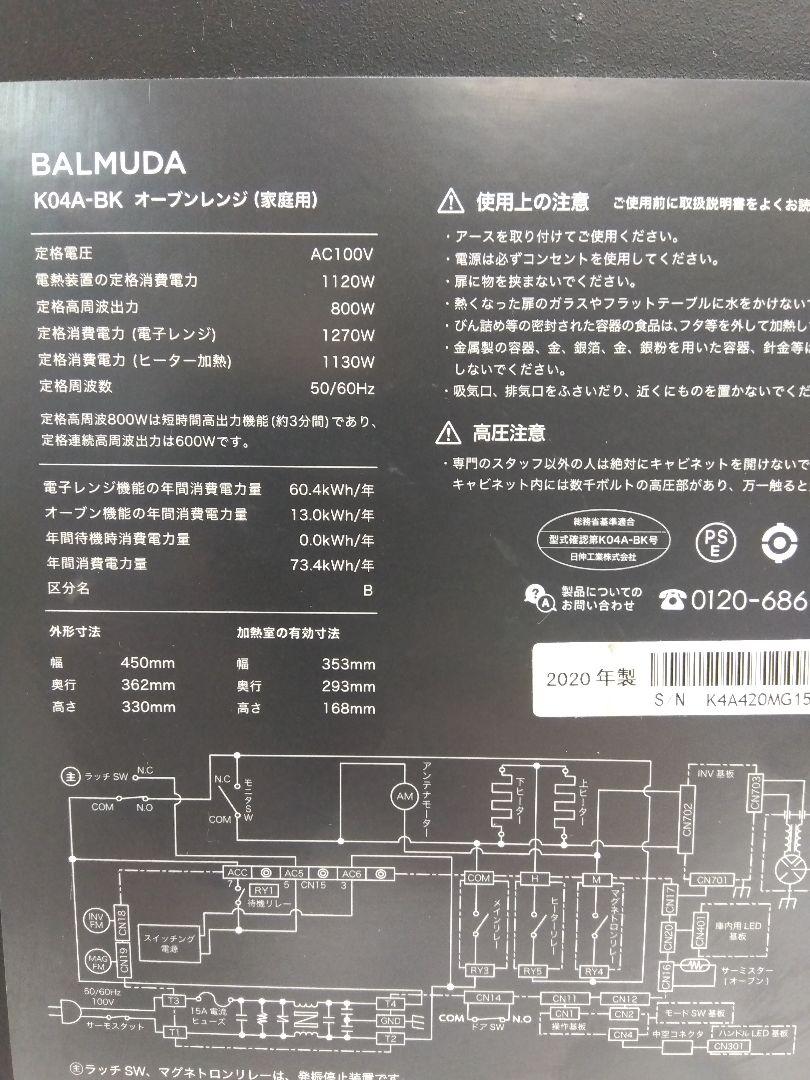 BALMUDA
K04A-BK オーブンレンジ (家庭用)
定格電圧 AC100V
電熱装置の定格消費電力 1120W
定格高周波出力 800W
定格消費電力 (電子レンジ) 1270W
定格消費電力 (ヒーター加熱) 1130W
定格周波数 50/60Hz
定格高周波800Wは短時間高出力機能(約3分間)であり、
定格連続高周波出力は600Wです。
電子レンジ機能の年間消費電力量 60.4kWh/年
オーブン機能の年間消費電力量 13.0kWh/年
年間待機時消費電力量 0.0kWh/年
年間消費電力量 73.4kWh/年
区分名 B
外形寸法 加熱室の有効寸法
幅 450mm 幅 353mm
奥行 362mm 奥行 293mm
高さ 330mm 高さ 168mm
使用上の注意 ご使用前に取扱説明書をよくお読
・アースを取り付けてご使用ください。
・電源は必ずコンセントを使用してください。
・扉に物を挟まないでください。
・熱くなった扉のガラスやフラットテーブルに水をかけない
・びん詰め等の密封された容器の食品は、フタ等を外して加熱し
・金属製の容器、金、銀箔、金、銀粉を用いた容器、針金等
しないでください。
・吸気口、排気口をふさいだり、近くにものを置かないでくだ
高圧注意
・専門のスタッフ以外の人は絶対にキャビネットを開けないで
キャビネット内には数千ボルトの高圧部があり、万一触ると
総務省基準適合
型式確認第K04A-BK号
日伸工業株式会社
PS
E
Q
A
製品についての
お問い合わせ
0120-686
2020 年製
S/N K4A420MG15
主 ラッチ SW N.C
COM N.O
N.C モニタSW
COM
AM アンテナモーター
下ヒーター
上ヒーター
INV 基板
CN702
CN703
CN701
ACC AC5 AC6
7 5 CN15 3
RY1
待機リレー
COM H M
メインリレー
ヒーターリレー
マグネトロンリレー
RY3 RY5 RY4
INV
FM
CN18
MAG
FM
CN19
スイッチング
電源
CN17
CN20
CN401
CN16
庫内用 LED
基板
サーミスター
(オーブン)
50/60Hz
100V
サーモスタット
T3
T1
15A 電流
ヒューズ
T4
GND
T2
CN14
COM N.O
ドア SW
CN11 CN12
CN1 CN2
操作基板
モード SW 基板
CN4 中空コネクタ
ハンドル LED 基板
CN301
主ラッチ SW、マグネトロンリレーは、発振停止装置です